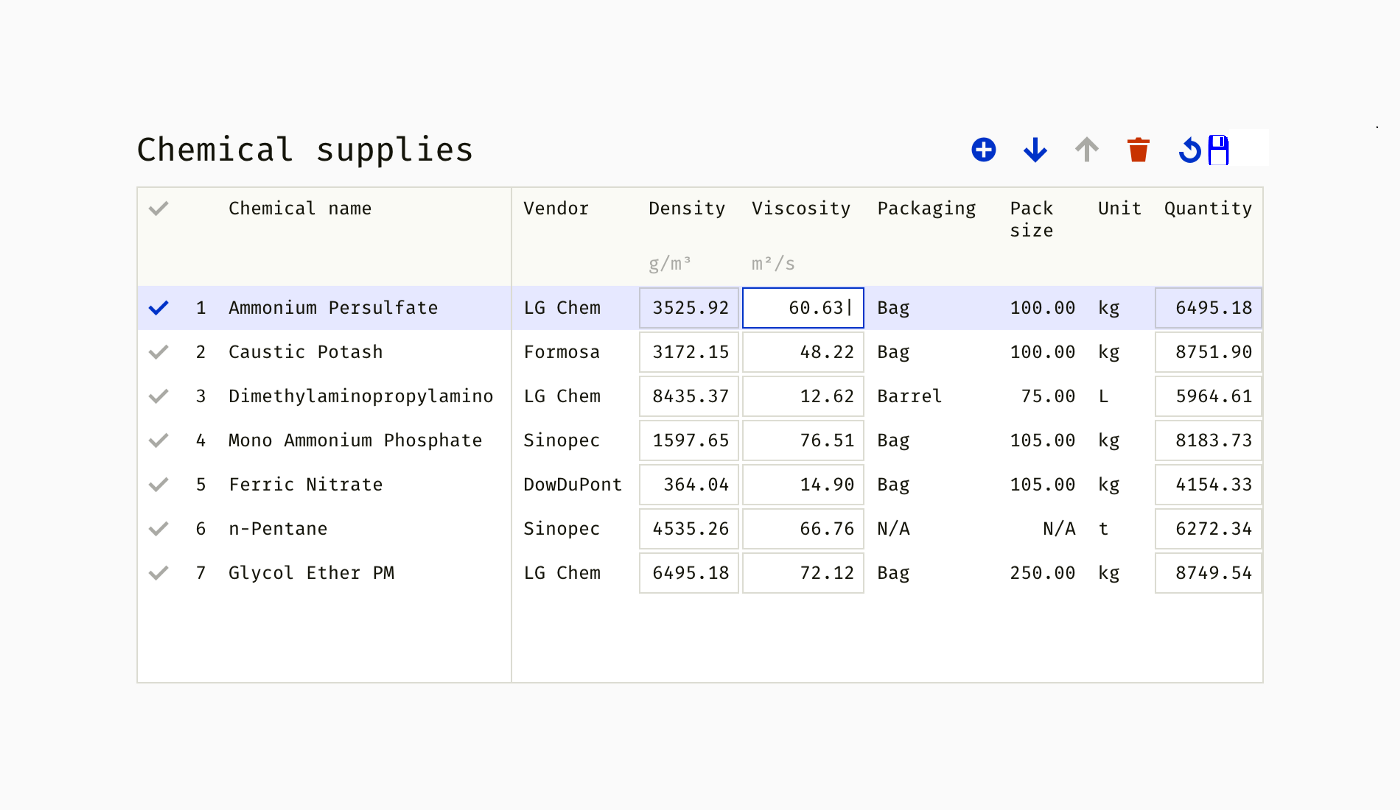 Chemical supplies
Chemical name Vendor Density Viscosity Packaging Pack size Unit Quantity
g/m³ m²/s
1 Ammonium Persulfate LG Chem 3525.92 60.63 Bag 100.00 kg 6495.18
2 Caustic Potash Formosa 3172.15 48.22 Bag 100.00 kg 8751.90
3 Dimethylaminopropylamino LG Chem 8435.37 12.62 Barrel 75.00 L 5964.61
4 Mono Ammonium Phosphate Sinopec 1597.65 76.51 Bag 105.00 kg 8183.73
5 Ferric Nitrate DowDuPont 364.04 14.90 Bag 105.00 kg 4154.33
6 n-Pentane Sinopec 4535.26 66.76 N/A N/A t 6272.34
7 Glycol Ether PM LG Chem 6495.18 72.12 Bag 250.00 kg 8749.54